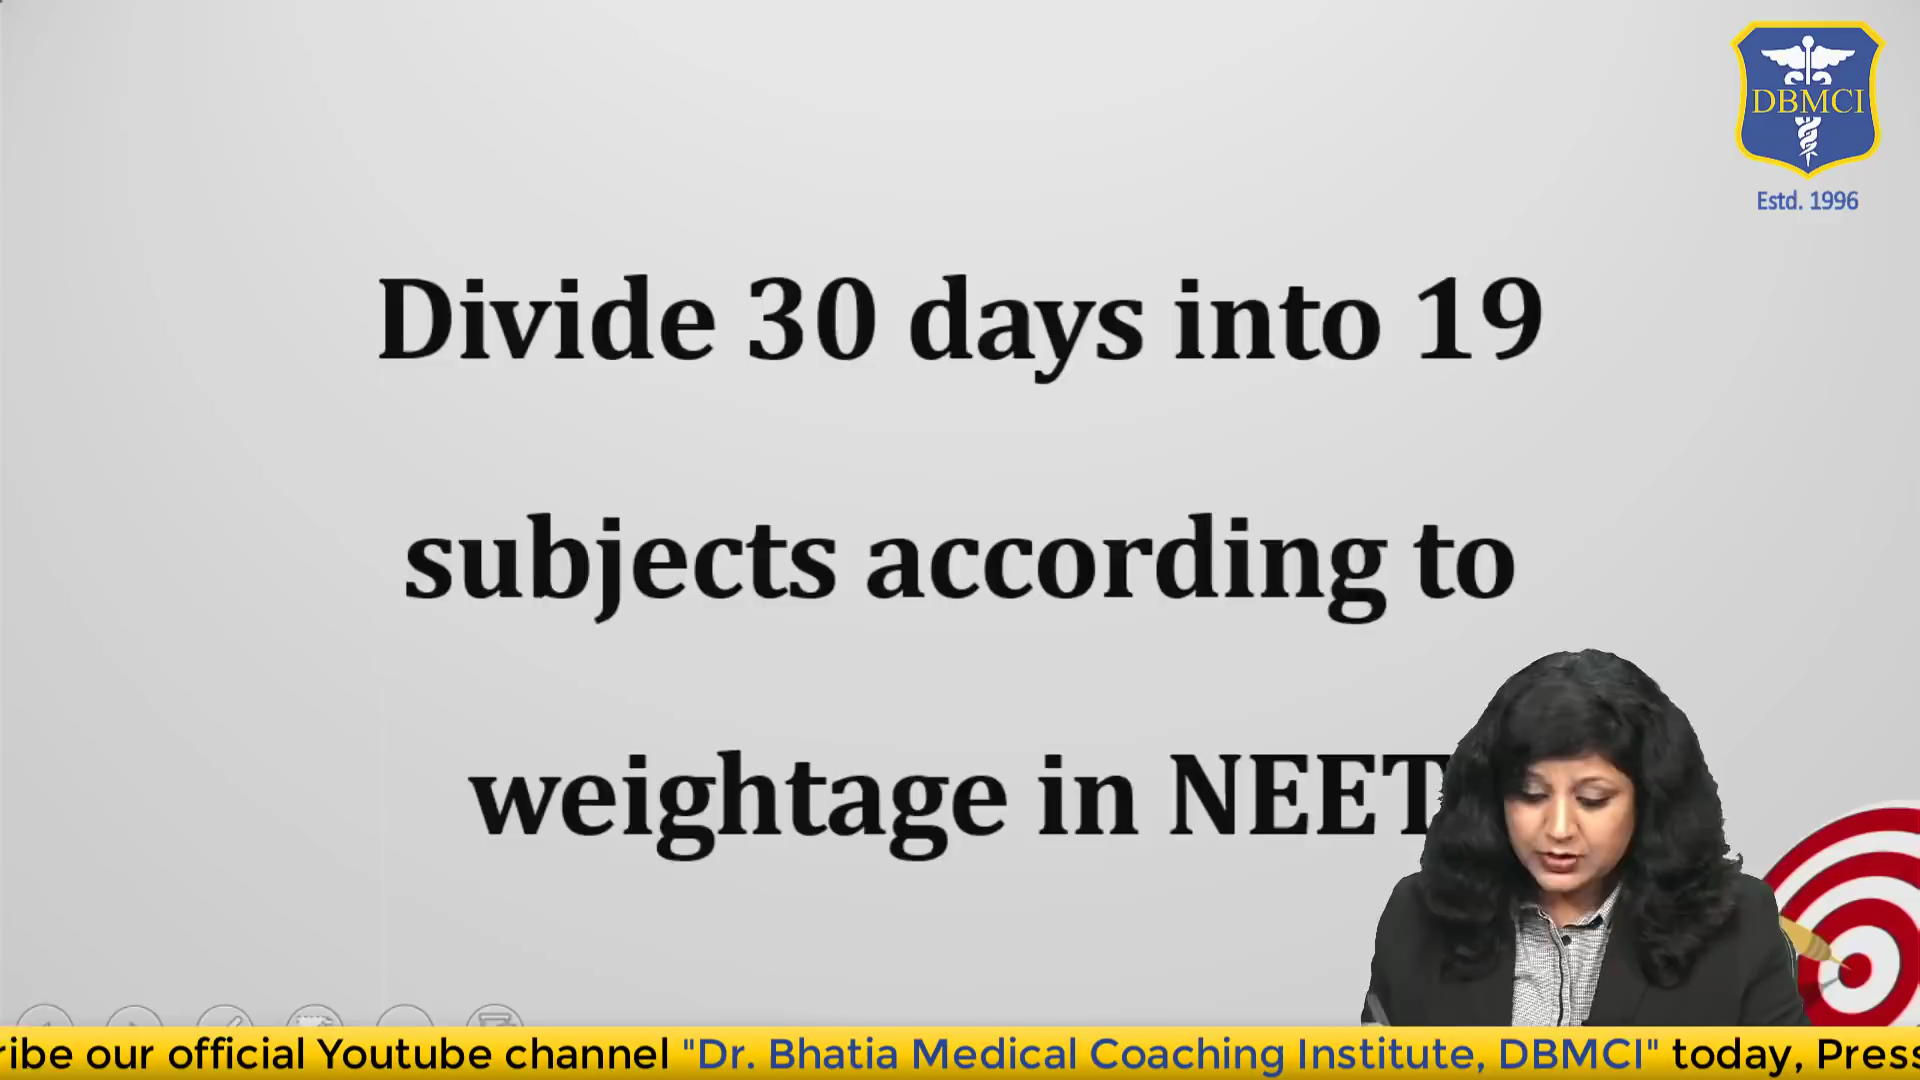 DBMCI
Estd. 1996
Divide 30 days into 19
subjects according to
weightage in NEET
ribe our official Youtube channel "Dr. Bhatia Medical Coaching Institute, DBMCI" today, Press